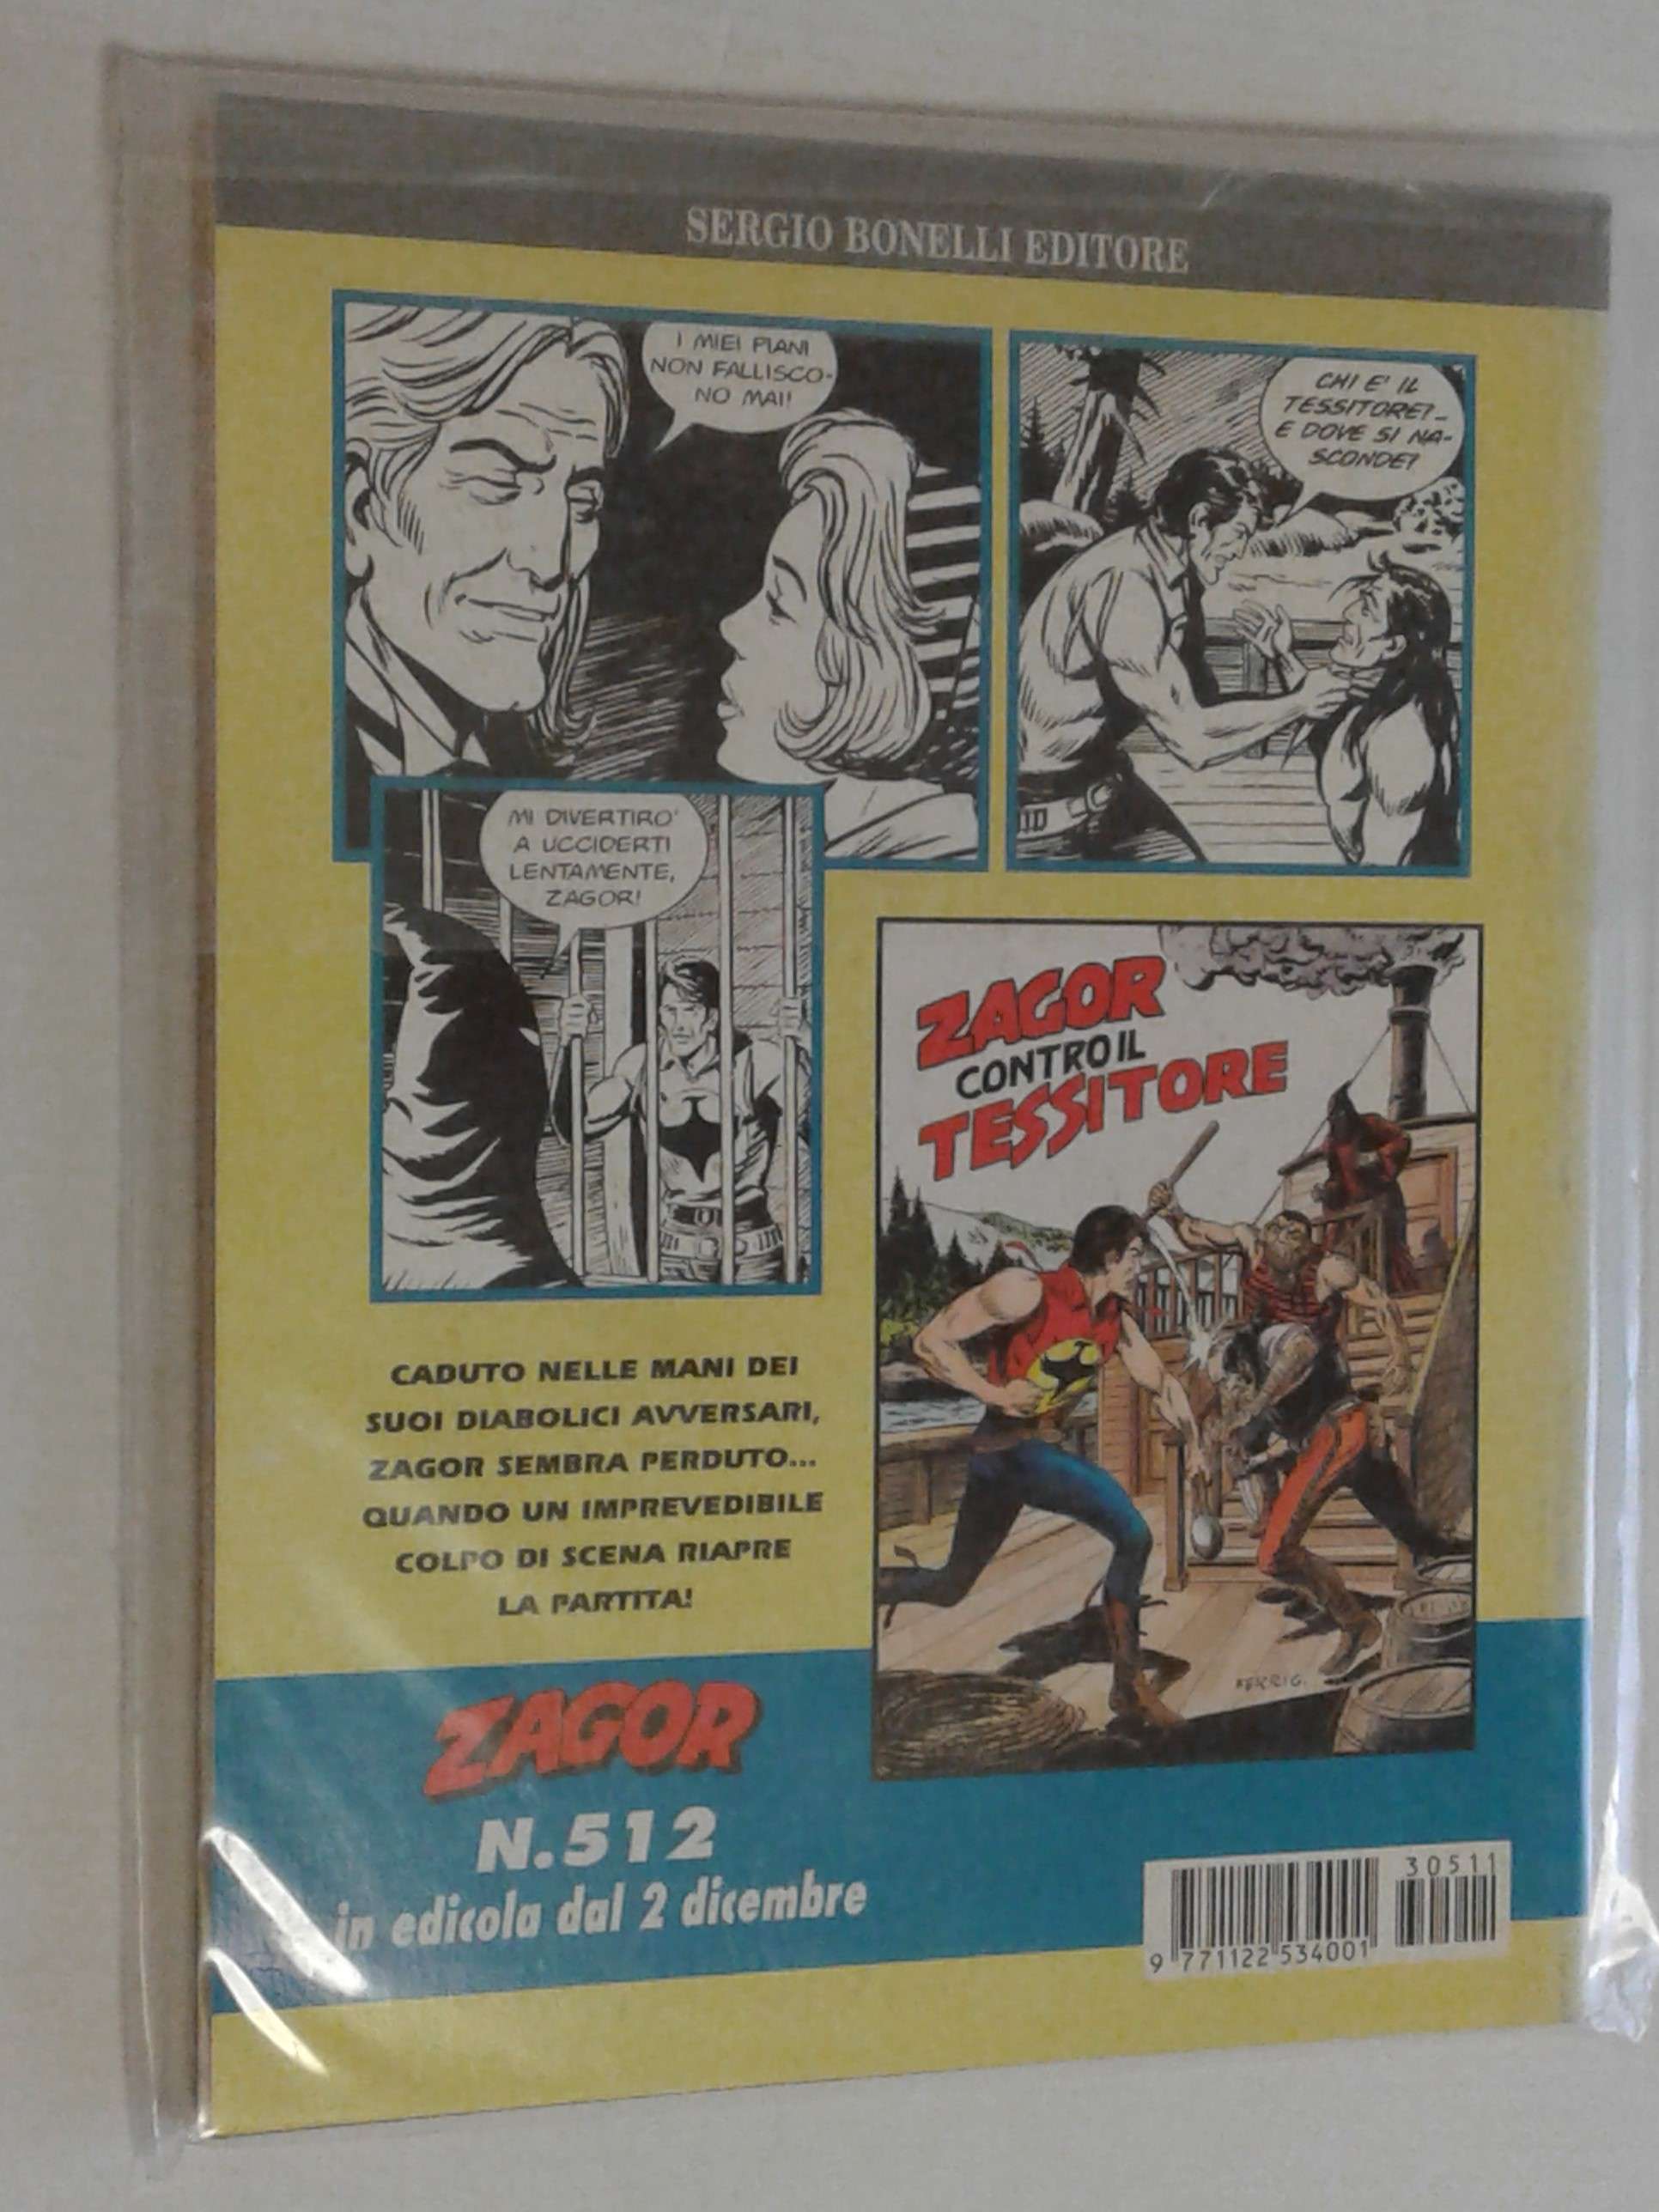 SERGIO BONELLI EDITORE
I MIEI PIANI
NON FALLISCO-
NO MAI!
CHI E' IL
TESSITORE?_
E DOVE SI NA-
SCONDE?
MI DIVERTIRO'
A UCCIDERTI
LENTAMENTE,
ZAGOR!
ZAGOR
CONTRO IL
TESSITORE
FERRI G.
CADUTO NELLE MANI DEI
SUOI DIABOLICI AVVERSARI,
ZAGOR SEMBRA PERDUTO...
QUANDO UN IMPREVEDIBILE
COLPO DI SCENA RIAPRE
LA PARTITA!
ZAGOR
N.512
in edicola dal 2 dicembre
30511
9 771122 534001